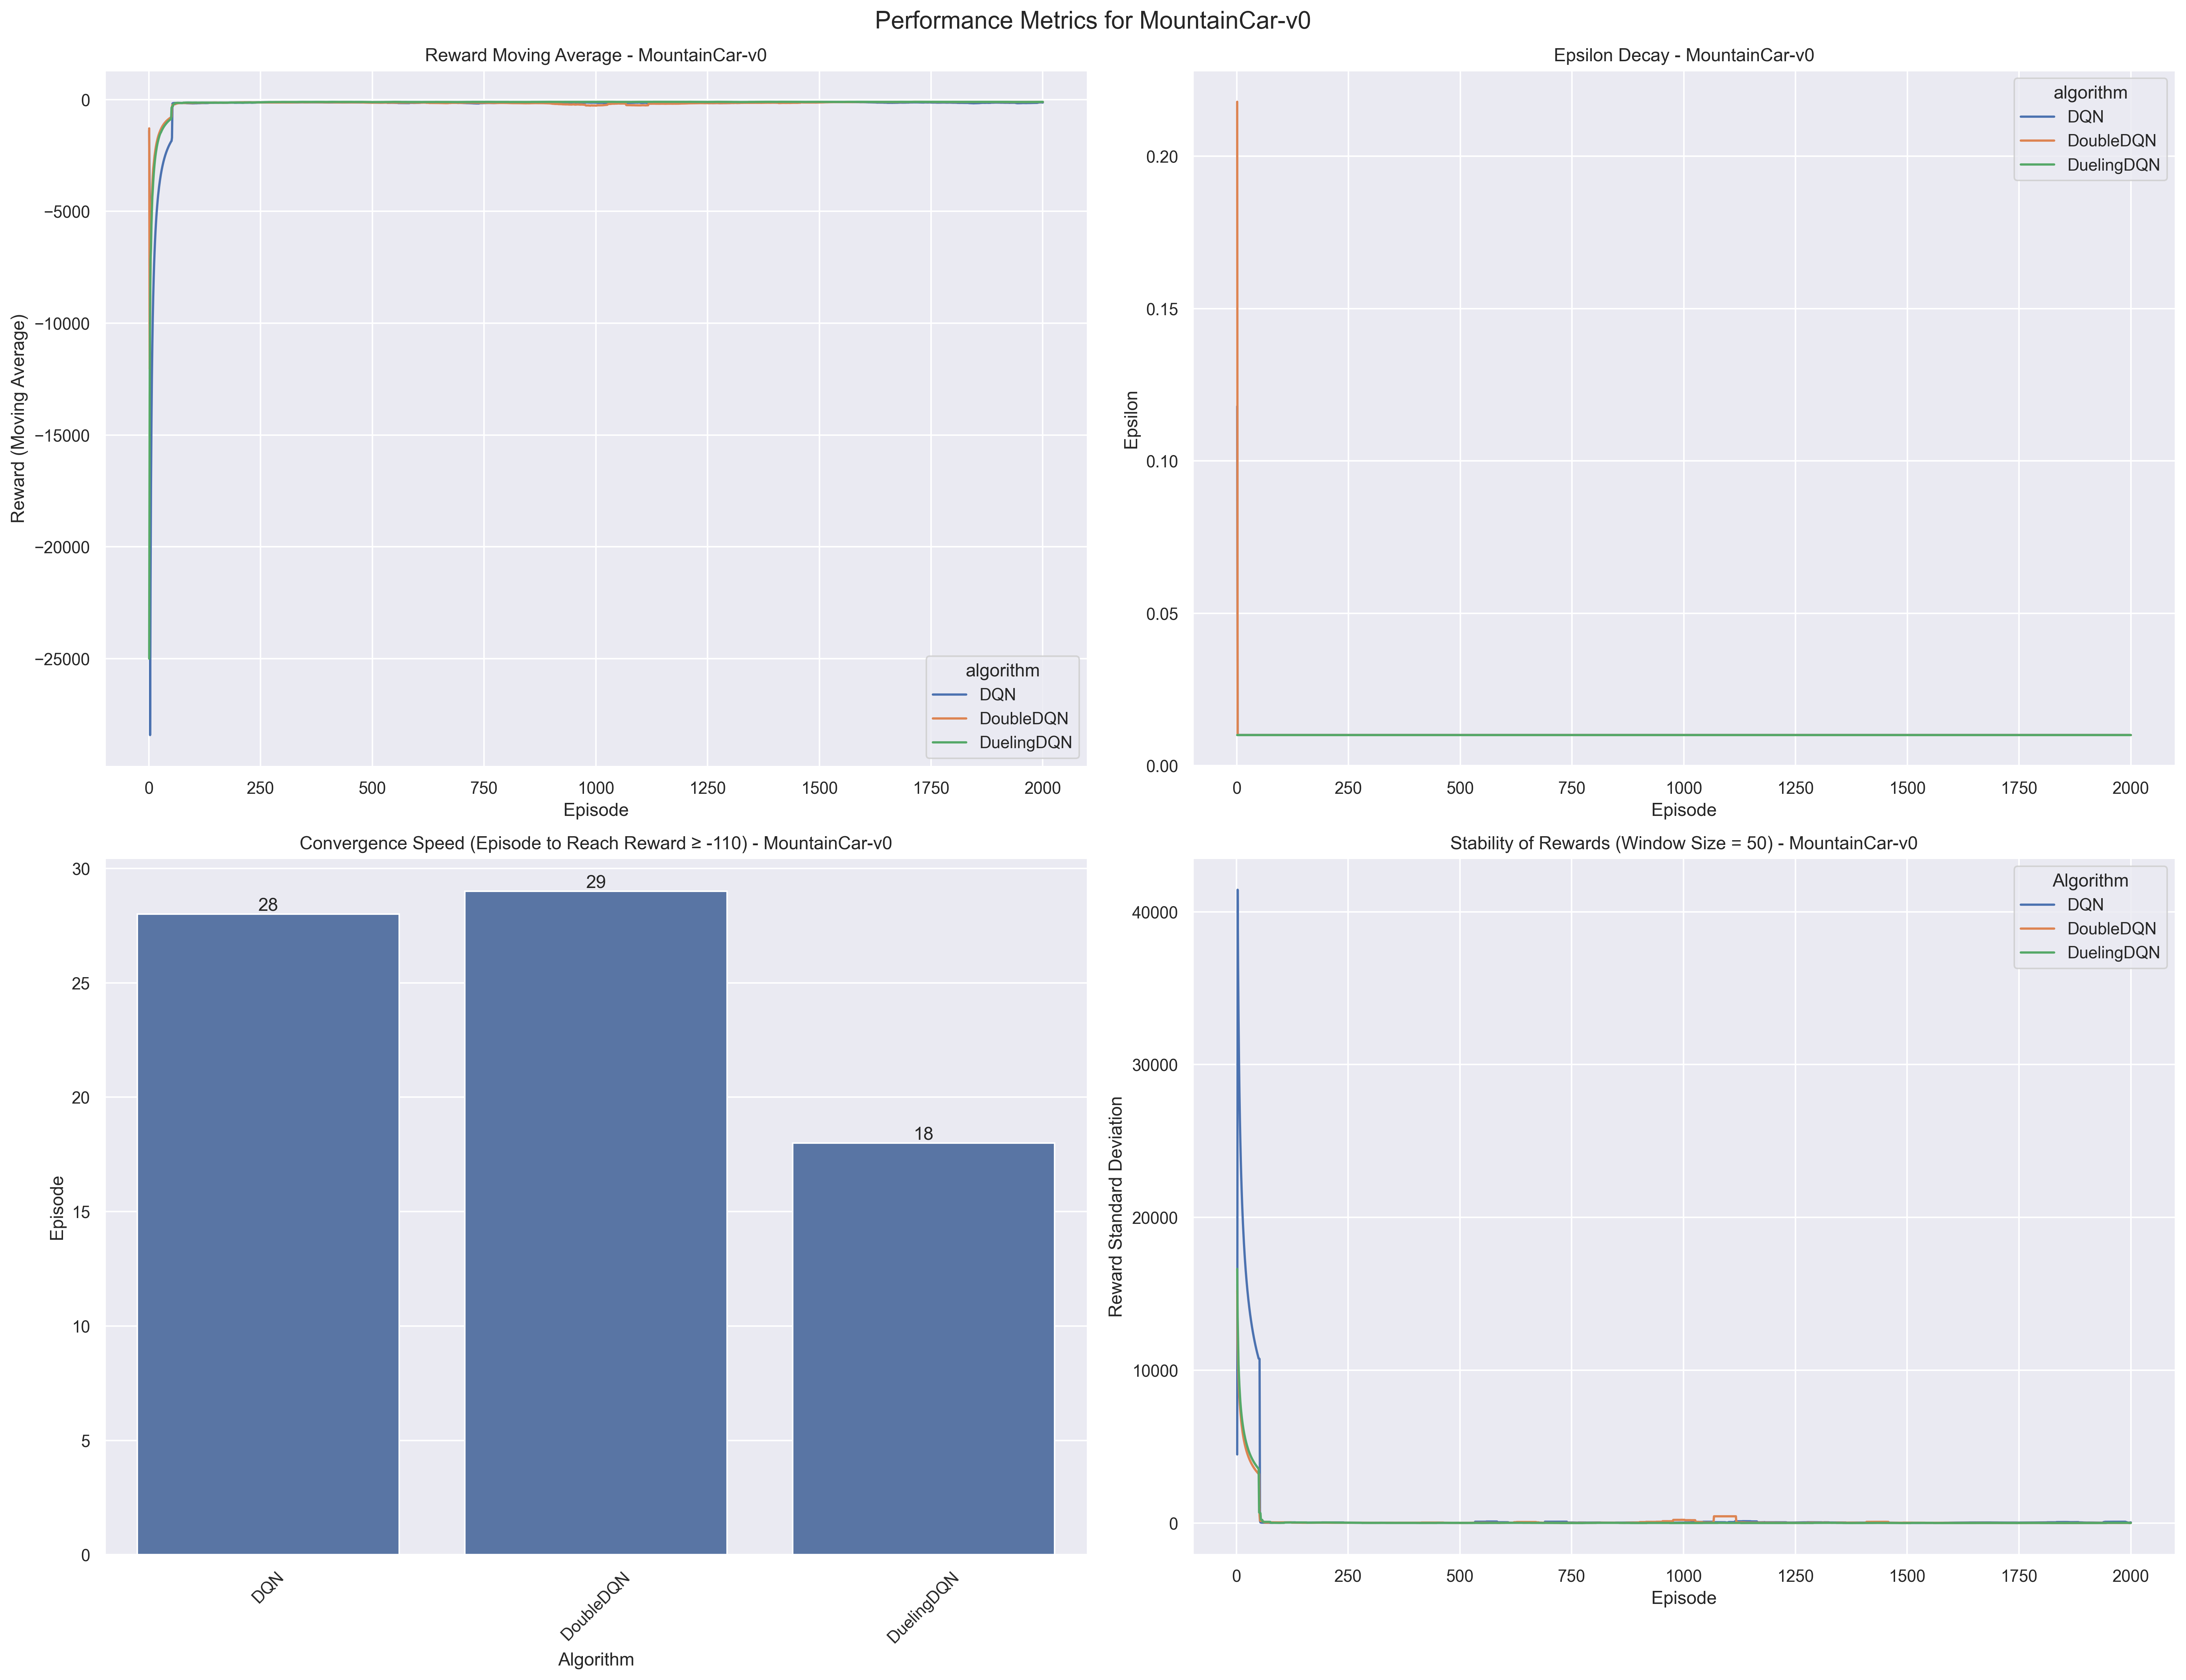 Performance Metrics for MountainCar-v0
Reward Moving Average - MountainCar-v0
0
−5000
−10000
−15000
−20000
−25000
Reward (Moving Average)
0 250 500 750 1000 1250 1500 1750 2000
Episode
algorithm
DQN
DoubleDQN
DuelingDQN
Epsilon Decay - MountainCar-v0
0.20
0.15
0.10
0.05
0.00
Epsilon
0 250 500 750 1000 1250 1500 1750 2000
Episode
algorithm
DQN
DoubleDQN
DuelingDQN
Convergence Speed (Episode to Reach Reward ≥ -110) - MountainCar-v0
30
25
20
15
10
5
0
Episode
28
29
18
DQN
DoubleDQN
DuelingDQN
Algorithm
Stability of Rewards (Window Size = 50) - MountainCar-v0
40000
30000
20000
10000
0
Reward Standard Deviation
0 250 500 750 1000 1250 1500 1750 2000
Episode
Algorithm
DQN
DoubleDQN
DuelingDQN